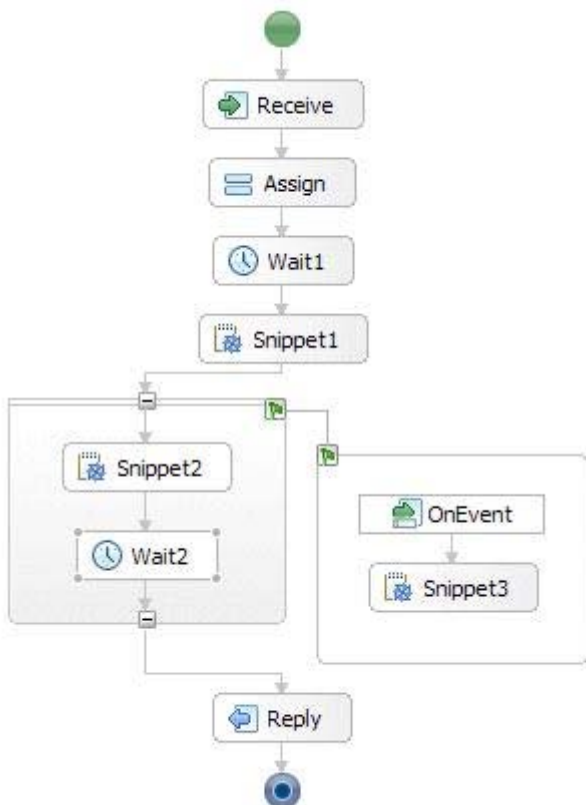 Receive
Assign
Wait1
Snippet1
Snippet2
Wait2
OnEvent
Snippet3
Reply